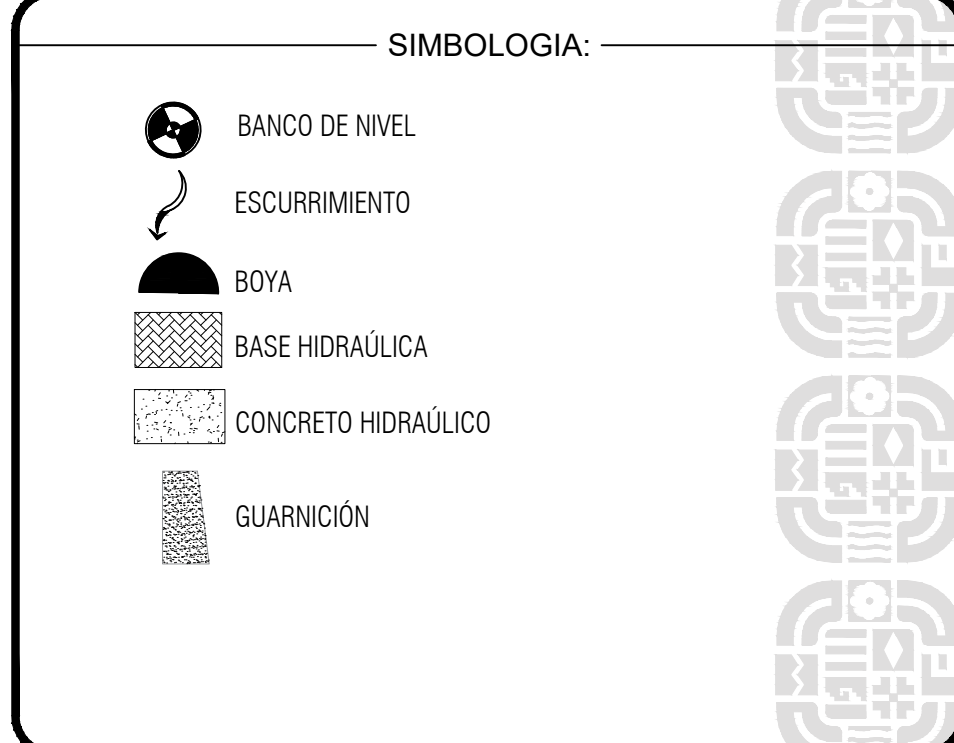 SIMBOLOGIA:
BANCO DE NIVEL
ESCURRIMIENTO
BOYA
BASE HIDRAÚLICA
CONCRETO HIDRAÚLICO
GUARNICIÓN